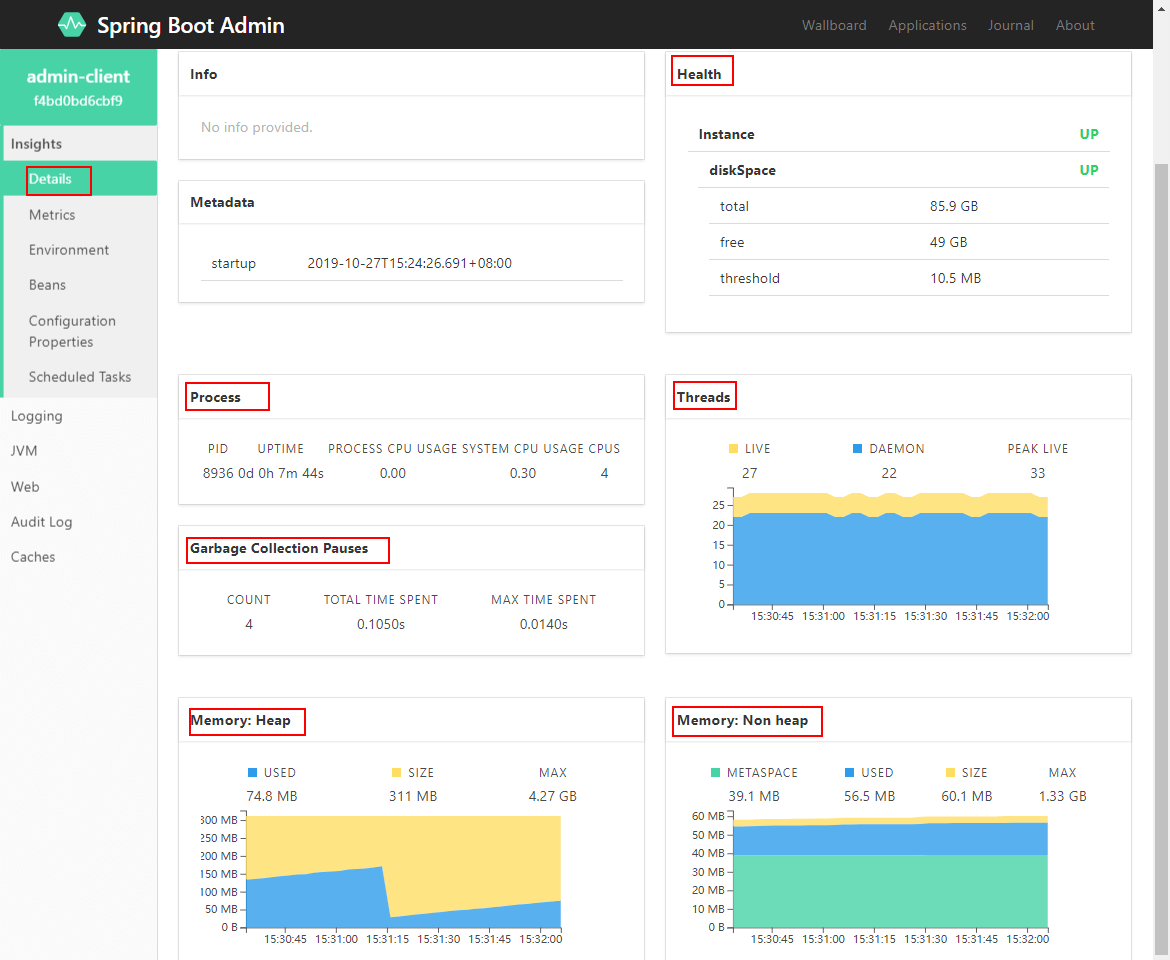 Spring Boot Admin
Wallboard Applications Journal About
admin-client
f4bd0bd6cbf9
Insights
Details
Metrics
Environment
Beans
Configuration
Properties
Scheduled Tasks
Logging
JVM
Web
Audit Log
Caches
Info
No info provided.
Metadata
startup 2019-10-27T15:24:26.691+08:00
Health
Instance UP
diskSpace UP
total 85.9 GB
free 49 GB
threshold 10.5 MB
Process
PID UPTIME PROCESS CPU USAGE SYSTEM CPU USAGE CPUS
8936 0d 0h 7m 44s 0.00 0.30 4
Garbage Collection Pauses
COUNT TOTAL TIME SPENT MAX TIME SPENT
4 0.1050s 0.0140s
Threads
LIVE DAEMON PEAK LIVE
27 22 33
25
20
15
10
5
0
15:30:45 15:31:00 15:31:15 15:31:30 15:31:45 15:32:00
Memory: Heap
USED SIZE MAX
74.8 MB 311 MB 4.27 GB
300 MB
250 MB
200 MB
150 MB
100 MB
50 MB
0 B
15:30:45 15:31:00 15:31:15 15:31:30 15:31:45 15:32:00
Memory: Non heap
METASPACE USED SIZE MAX
39.1 MB 56.5 MB 60.1 MB 1.33 GB
60 MB
50 MB
40 MB
30 MB
20 MB
10 MB
0 B
15:30:45 15:31:00 15:31:15 15:31:30 15:31:45 15:32:00